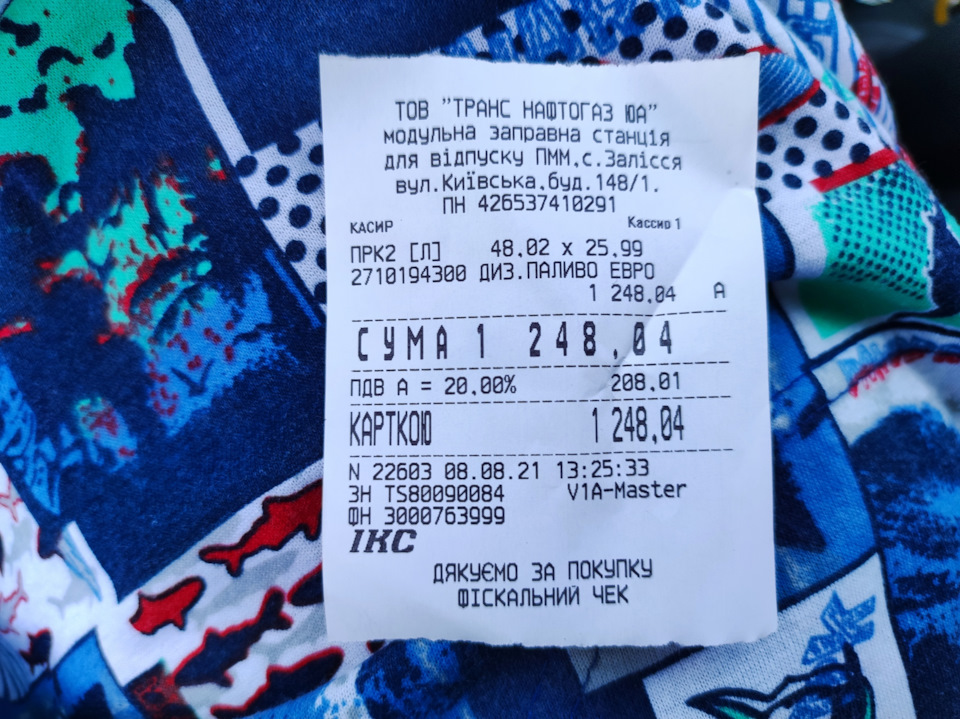 ТОВ "ТРАНС НАФТОГАЗ ЮА"
модульна заправна станція
для відпуску ПММ,с.Залісся
вул.Київська,буд.148/1,
ПН 426537410291
КАСИР Кассир 1
ПРК2 [Л] 48.02 х 25.99
2710194300 ДИЗ.ПАЛИВО ЕВРО
1 248.04 А
СУМА 1 248.04
ПДВ А = 20.00% 208.01
КАРТКОЮ 1 248.04
N 22603 08.08.21 13:25:33
ЗН TS80090084 V1A-Master
ФН 3000763999
IKC
ДЯКУЄМО ЗА ПОКУПКУ
ФІСКАЛЬНИЙ ЧЕК